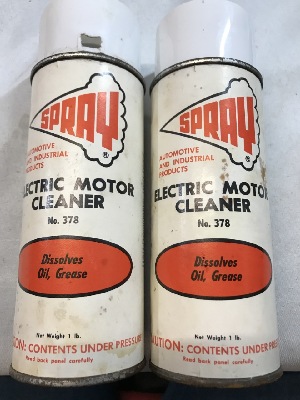 SPRAY ®
AUTOMOTIVE
AND INDUSTRIAL
PRODUCTS
ELECTRIC MOTOR
CLEANER
No. 378
Dissolves
Oil, Grease
Net Weight 1 lb.
CAUTION: CONTENTS UNDER PRESSURE
Read back panel carefully
SPRAY ®
AUTOMOTIVE
AND INDUSTRIAL
PRODUCTS
ELECTRIC MOTOR
CLEANER
No. 378
Dissolves
Oil, Grease
Net Weight 1 lb.
CAUTION: CONTENTS UNDER PRESSURE
Read back panel carefully